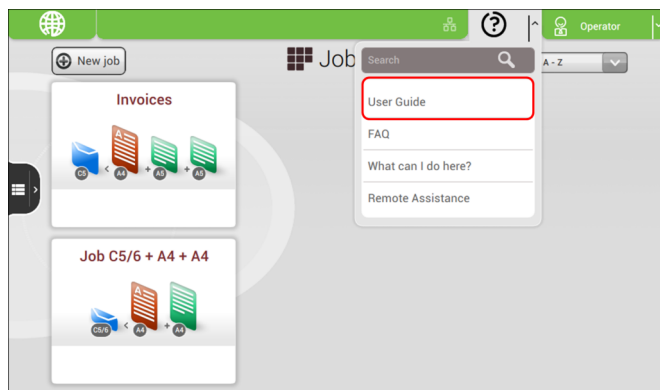 Operator
New job
Job
Search
A - Z
User Guide
FAQ
What can I do here?
Remote Assistance
Invoices
A
C5
<
A4
+
A5
+
A5
Job C5/6 + A4 + A4
A
C5/6
<
A4
+
A4